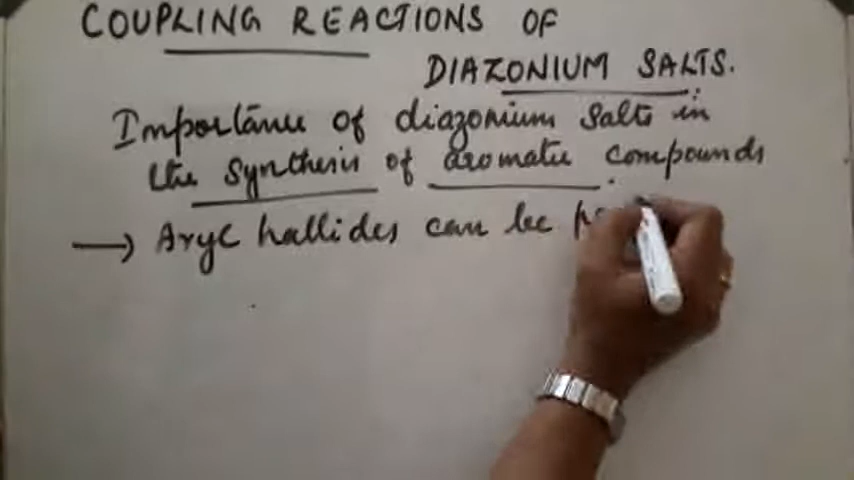 COUPLING REACTIONS OF
DIAZONIUM SALTS.
Importance of diazonium salts in
the synthesis of aromatic compounds
→ Aryl hallides can be